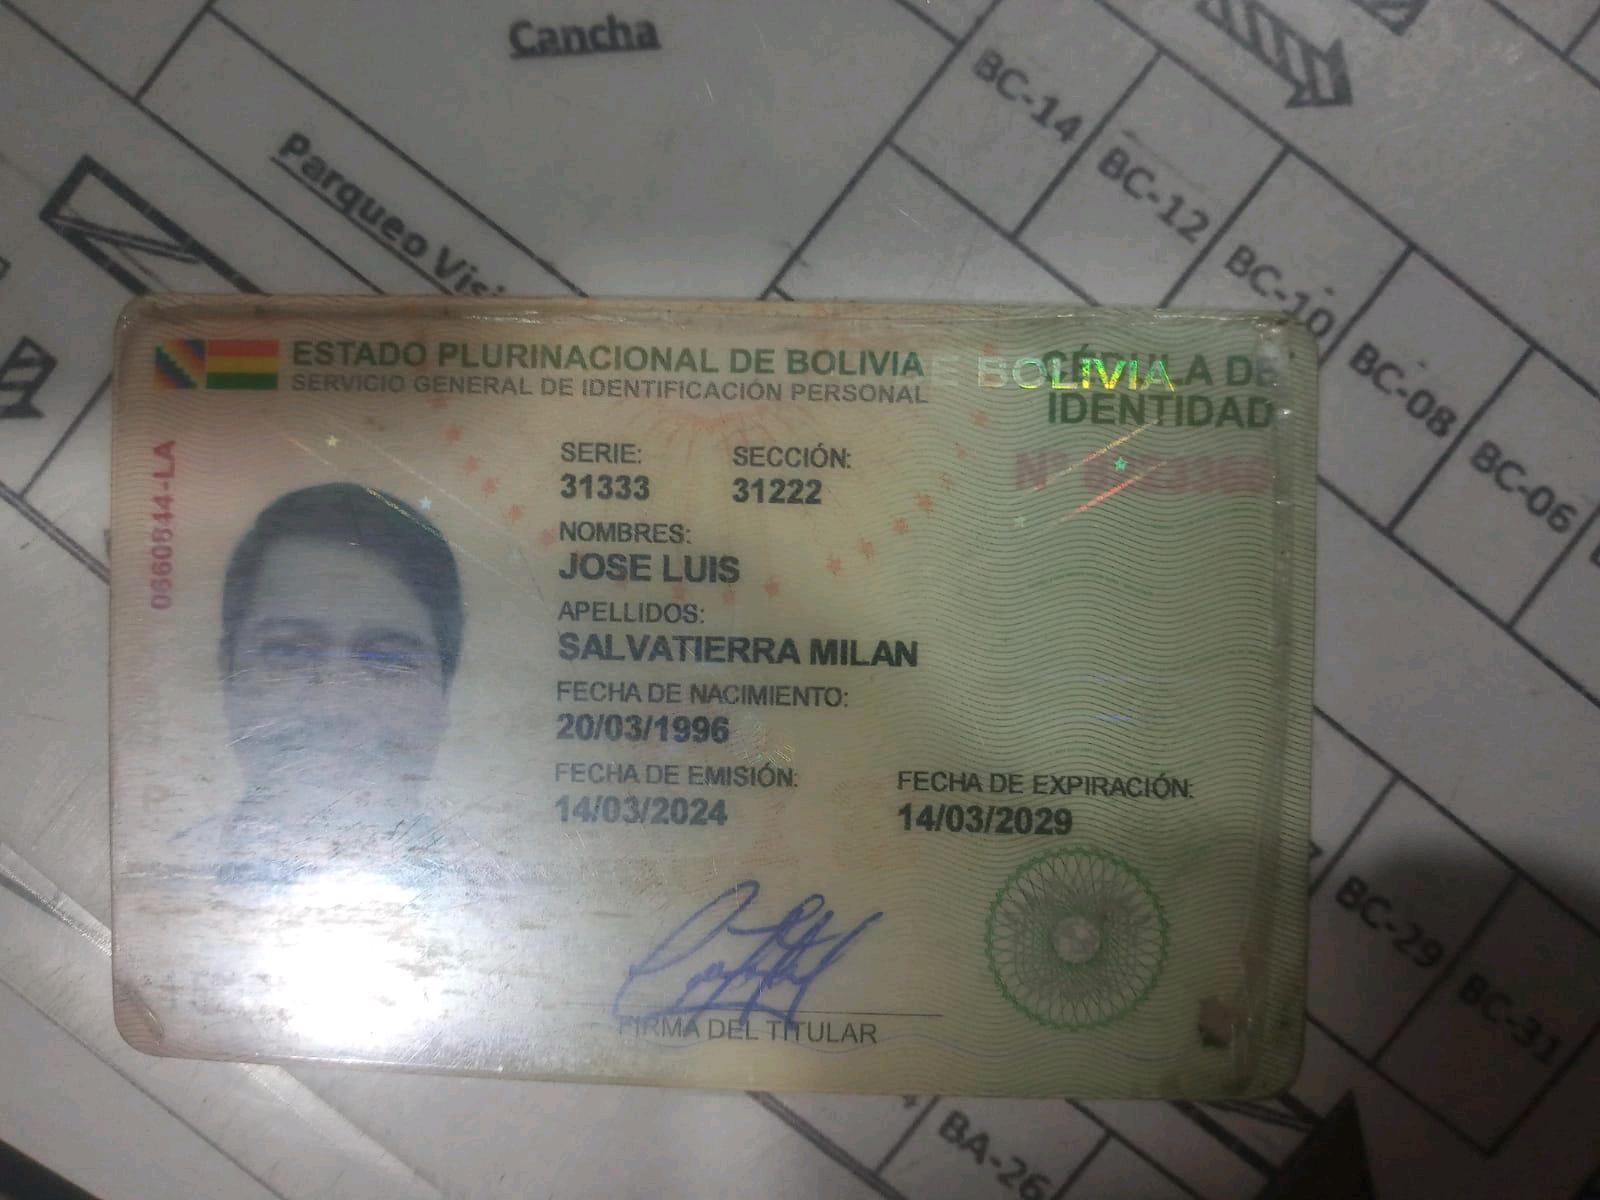 Cancha
Parqueo Visi
BC-14
BC-12
BC-10
BC-08
BC-06
ESTADO PLURINACIONAL DE BOLIVIA
SERVICIO GENERAL DE IDENTIFICACIÓN PERSONAL
E BOLIVIA
CÉDULA DE
IDENTIDAD
Nº
SERIE:
31333
SECCIÓN:
31222
NOMBRES:
JOSE LUIS
APELLIDOS:
SALVATIERRA MILAN
FECHA DE NACIMIENTO:
20/03/1996
FECHA DE EMISIÓN:
14/03/2024
FECHA DE EXPIRACIÓN:
14/03/2029
FIRMA DEL TITULAR
BC-29
BC-31
BA-26